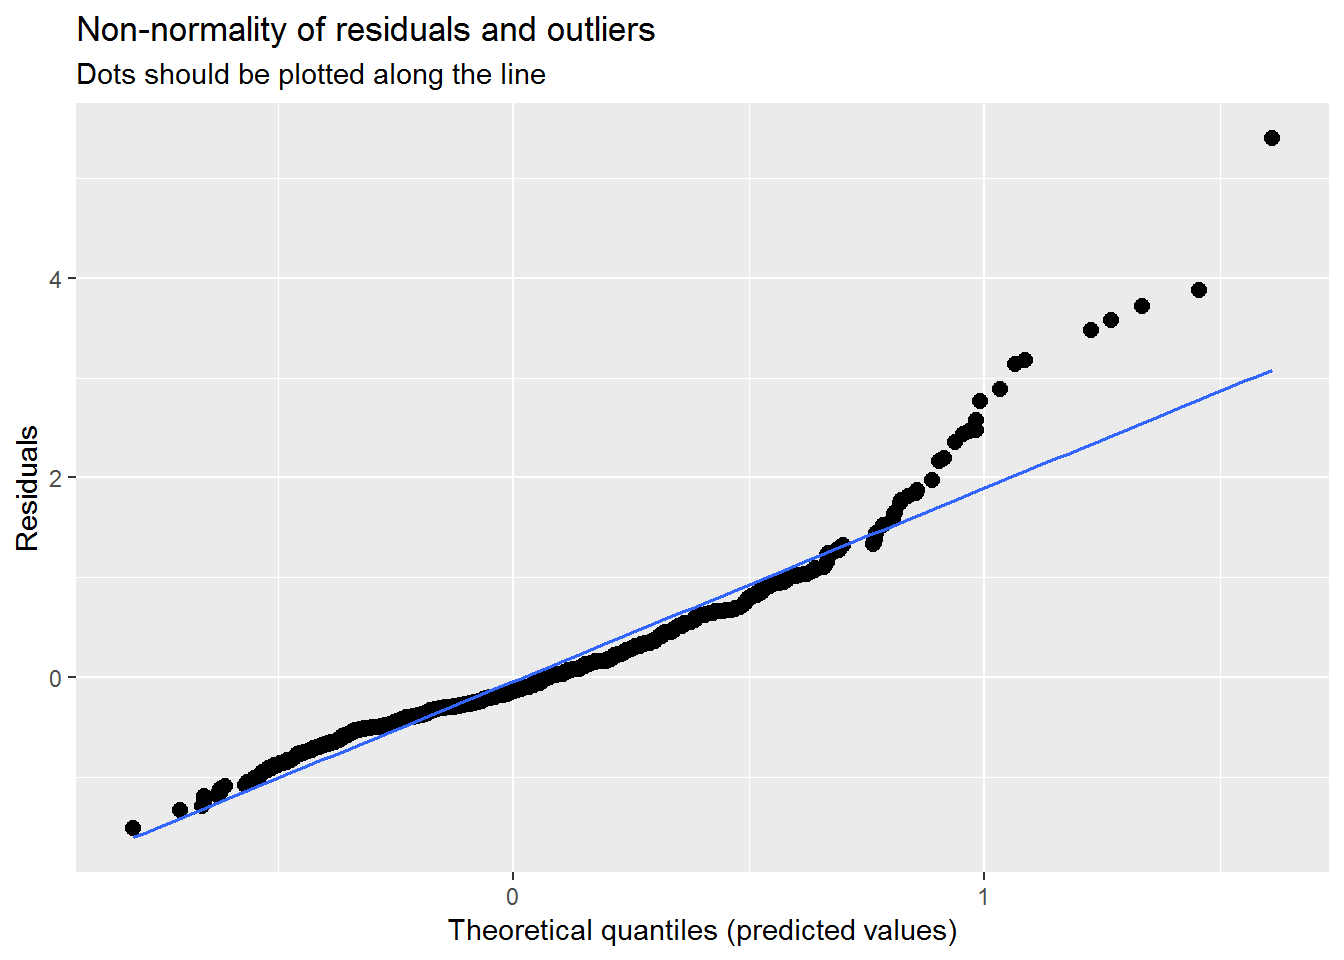 Non-normality of residuals and outliers
Dots should be plotted along the line
4
2
0
Residuals
0
1
Theoretical quantiles (predicted values)